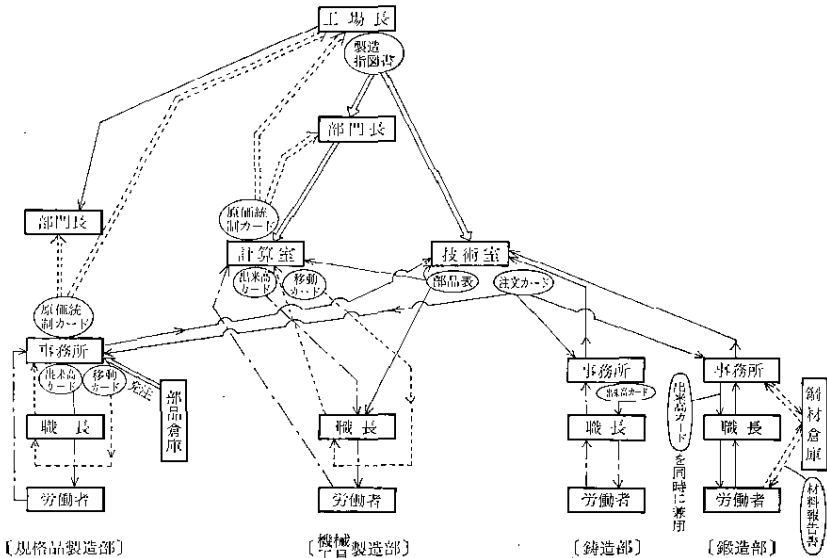 工場長
製造
指図書
部門長
部門長
原価統
制カード
計算室
技術室
出来高
カード
移動
カード
部品表
注文カード
原価統
制カード
事務所
出来高
カード
移動
カード
発注
部品倉庫
事務所
出来高カード
事務所
出来高カード
を同時に兼用
鋼材倉庫
職長
職長
職長
職長
労働者
労働者
労働者
労働者
材料報告書
〔規格品製造部〕
製造部〕
〔鋳造部〕
〔鍛造部〕